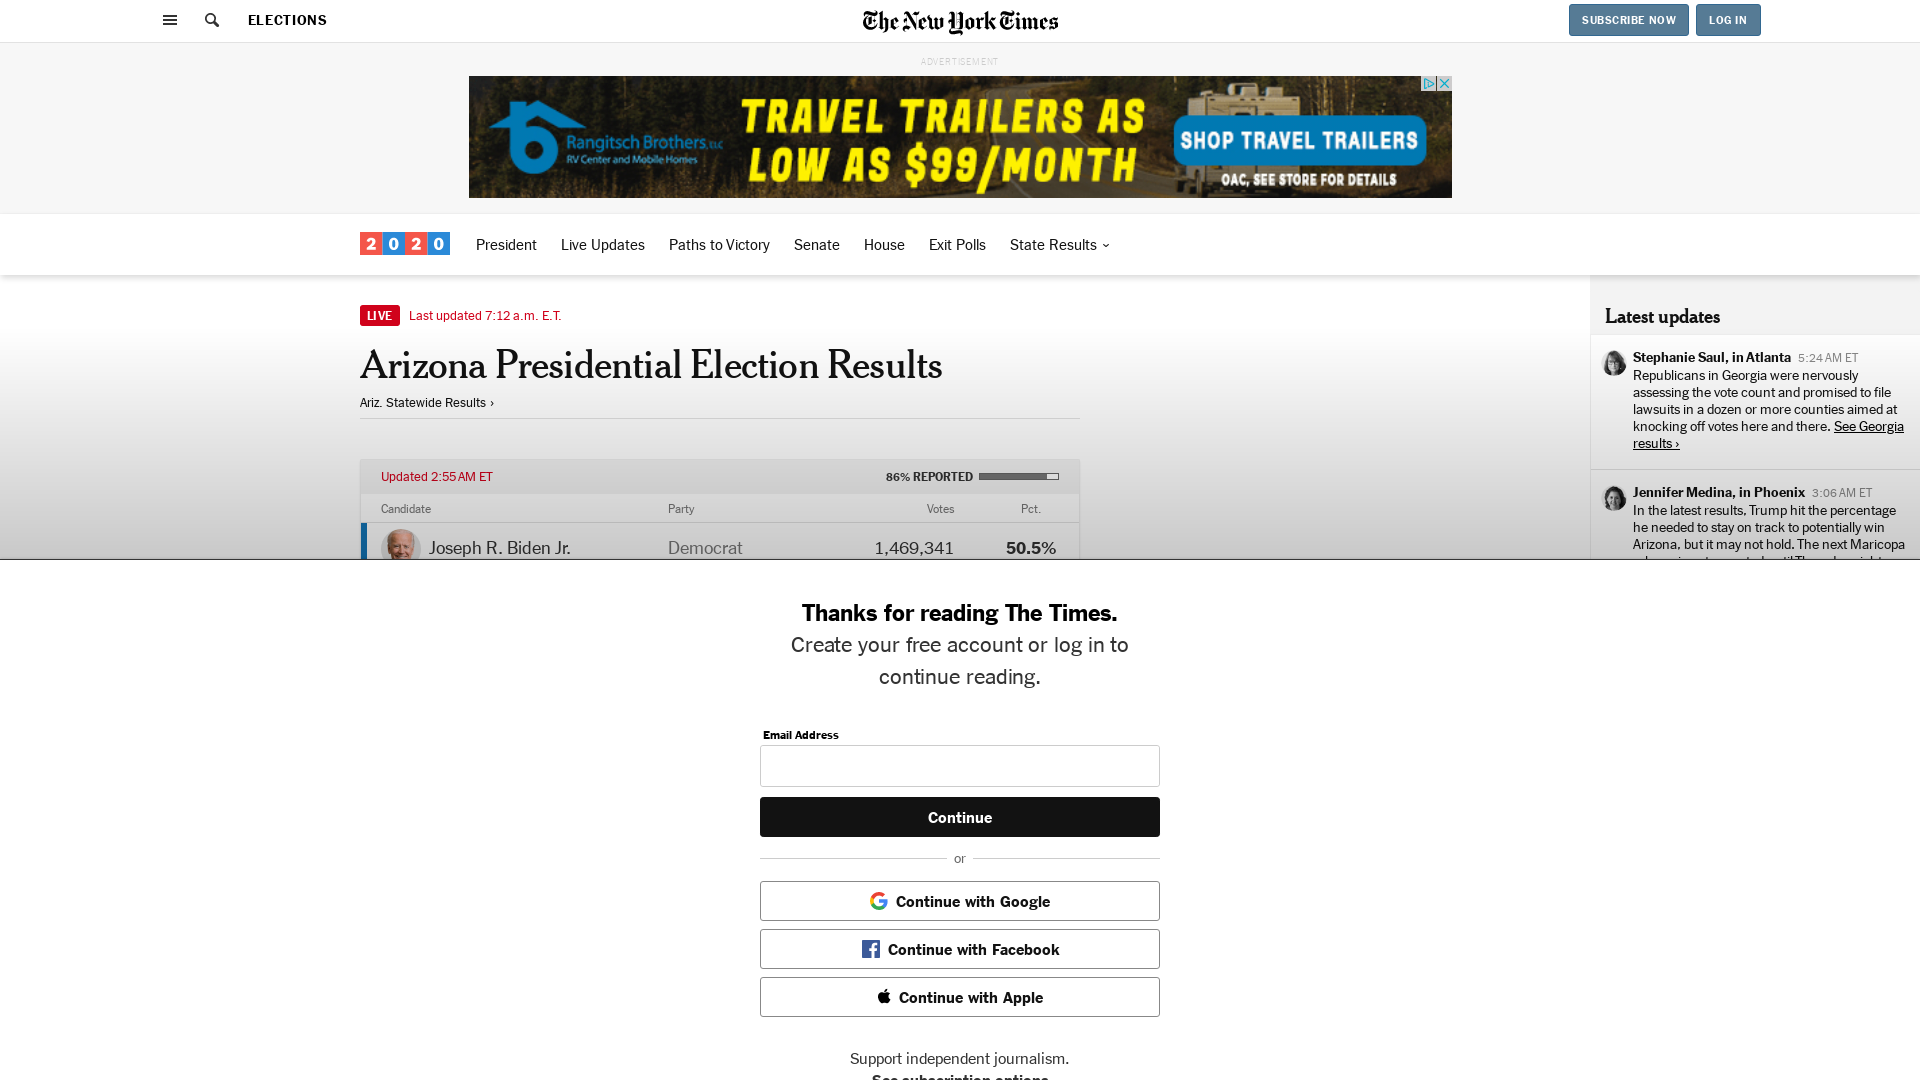 ELECTIONS
The New York Times
SUBSCRIBE NOW
LOG IN
ADVERTISEMENT
Rangitsch Brothers, LLC
RV Center and Mobile Homes
TRAVEL TRAILERS AS
LOW AS $99/MONTH
SHOP TRAVEL TRAILERS
OAC, SEE STORE FOR DETAILS
2020
President
Live Updates
Paths to Victory
Senate
House
Exit Polls
State Results
LIVE Last updated 7:12 a.m. E.T.
Arizona Presidential Election Results
Ariz. Statewide Results ›
Updated 2:55 AM ET
86% REPORTED
Candidate Party Votes Pct.
Joseph R. Biden Jr. Democrat 1,469,341 50.5%
Latest updates
Stephanie Saul, in Atlanta 5:24 AM ET
Republicans in Georgia were nervously
assessing the vote count and promised to file
lawsuits in a dozen or more counties aimed at
knocking off votes here and there. See Georgia
results ›
Jennifer Medina, in Phoenix 3:06 AM ET
In the latest results, Trump hit the percentage
he needed to stay on track to potentially win
Arizona, but it may not hold. The next Maricopa
Thanks for reading The Times.
Create your free account or log in to
continue reading.
Email Address
Continue
or
Continue with Google
Continue with Facebook
Continue with Apple
Support independent journalism.
See subscription options